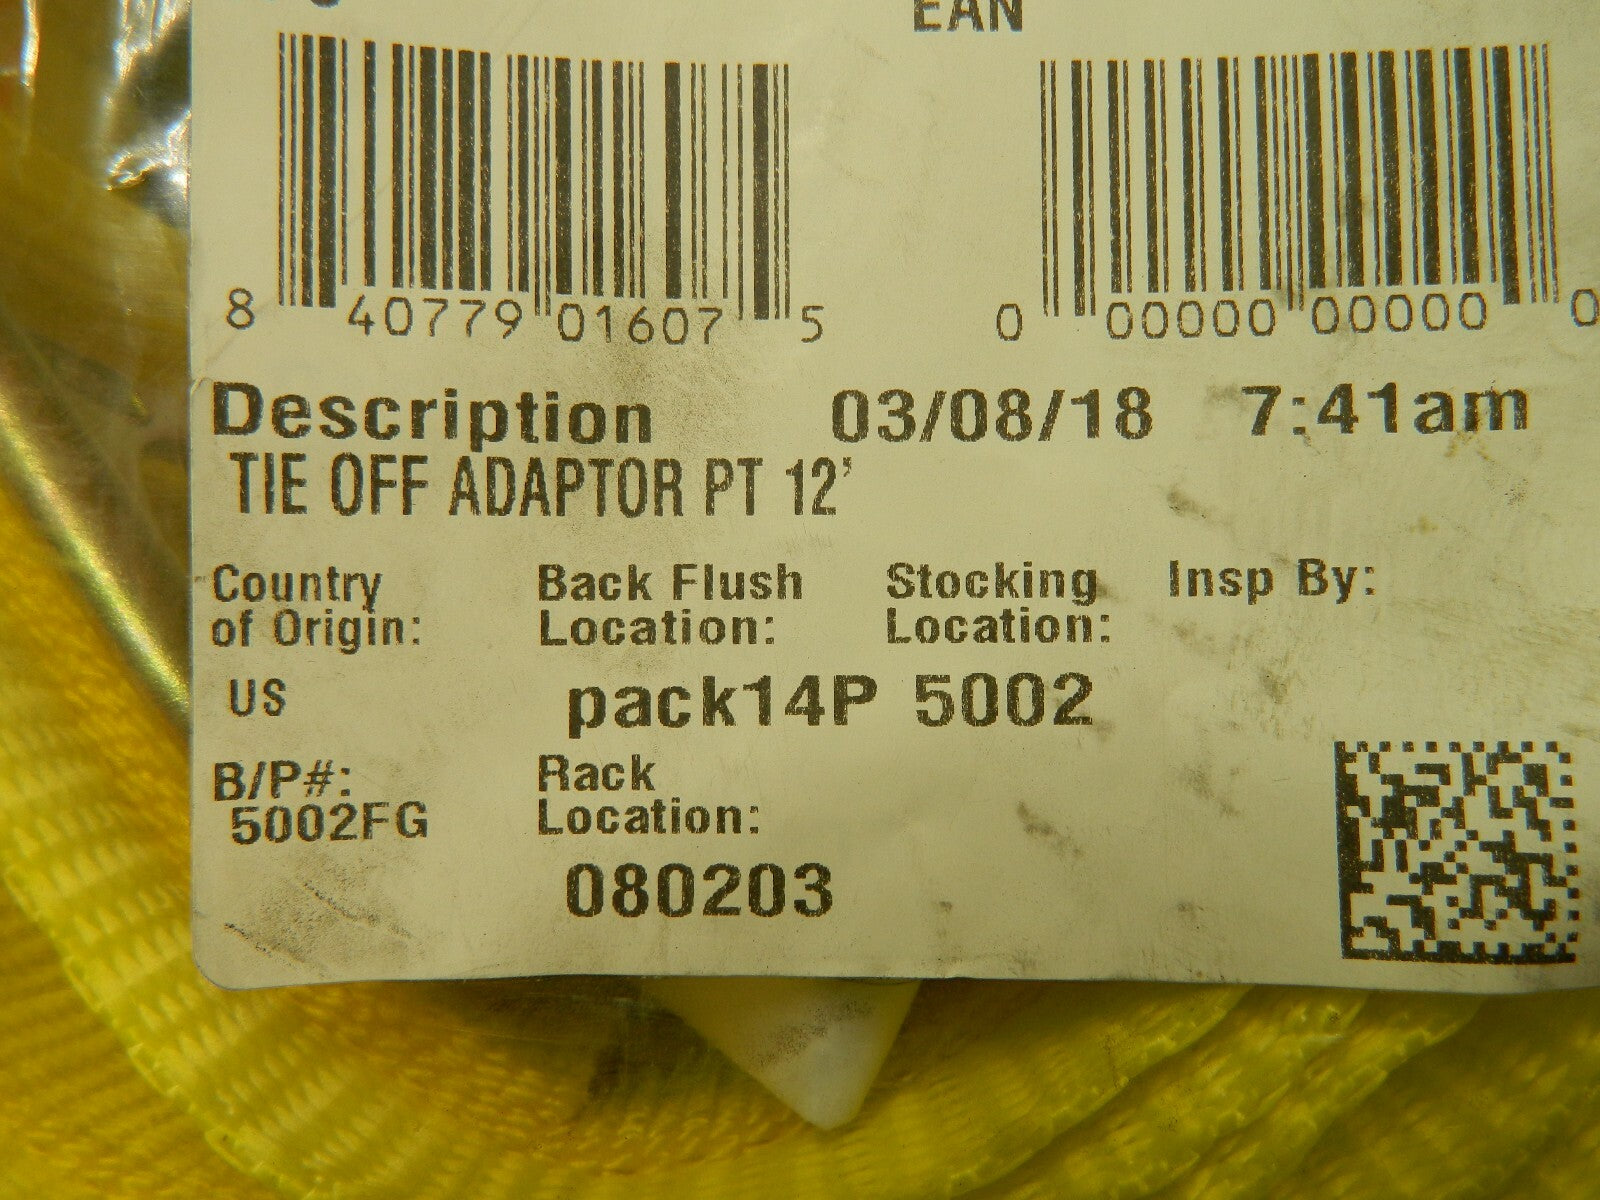 EAN
8 40779 01607 5
0 00000 00000 0
Description 03/08/18 7:41am
TIE OFF ADAPTOR PT 12'
Country of Origin:
US
Back Flush Location:
Stocking Location:
Insp By:
pack14P 5002
B/P#:
5002FG
Rack Location:
080203